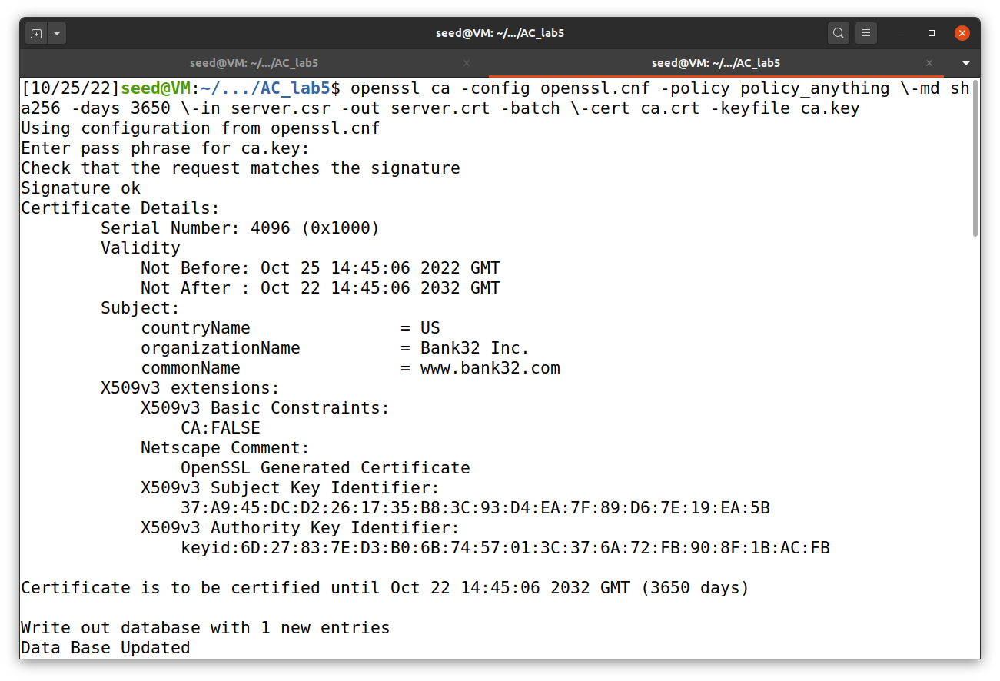 seed@VM: ~/.../AC_lab5
seed@VM: ~/.../AC_lab5
seed@VM: ~/.../AC_lab5
[10/25/22]seed@VM:~/.../AC_lab5$ openssl ca -config openssl.cnf -policy policy_anything \-md sh
a256 -days 3650 \-in server.csr -out server.crt -batch \-cert ca.crt -keyfile ca.key
Using configuration from openssl.cnf
Enter pass phrase for ca.key:
Check that the request matches the signature
Signature ok
Certificate Details:
        Serial Number: 4096 (0x1000)
        Validity
            Not Before: Oct 25 14:45:06 2022 GMT
            Not After : Oct 22 14:45:06 2032 GMT
        Subject:
            countryName               = US
            organizationName          = Bank32 Inc.
            commonName                = www.bank32.com
        X509v3 extensions:
            X509v3 Basic Constraints:
                CA:FALSE
            Netscape Comment:
                OpenSSL Generated Certificate
            X509v3 Subject Key Identifier:
                37:A9:45:DC:D2:26:17:35:B8:3C:93:D4:EA:7F:89:D6:7E:19:EA:5B
            X509v3 Authority Key Identifier:
                keyid:6D:27:83:7E:D3:B0:6B:74:57:01:3C:37:6A:72:FB:90:8F:1B:AC:FB
Certificate is to be certified until Oct 22 14:45:06 2032 GMT (3650 days)
Write out database with 1 new entries
Data Base Updated